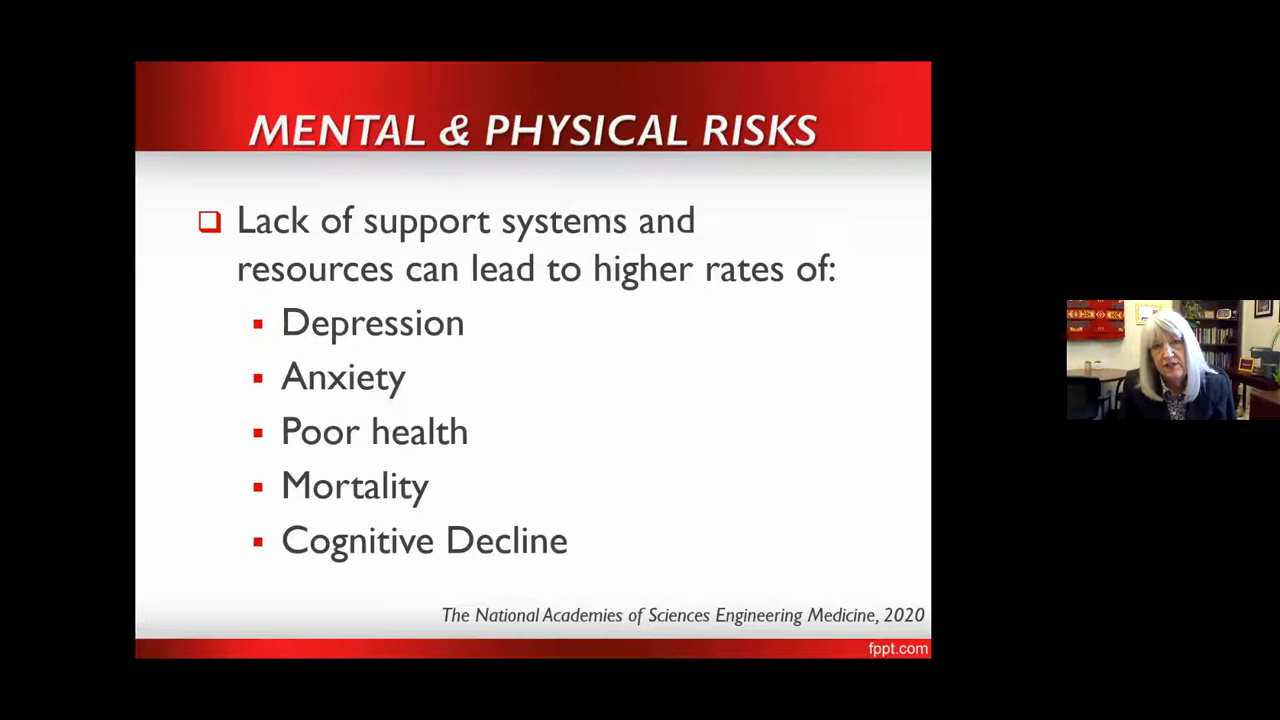 MENTAL & PHYSICAL RISKS
Lack of support systems and
resources can lead to higher rates of:
Depression
Anxiety
Poor health
Mortality
Cognitive Decline
The National Academies of Sciences Engineering Medicine, 2020
fppt.com